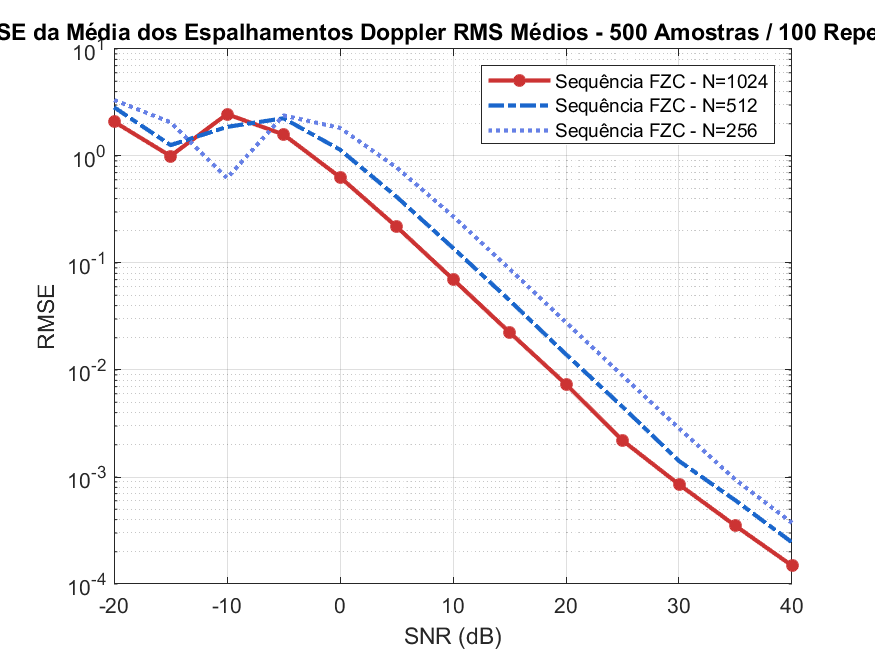 SE da Média dos Espalhamentos Doppler RMS Médios - 500 Amostras / 100 Repe
10^1
Sequência FZC - N=1024
Sequência FZC - N=512
Sequência FZC - N=256
10^0
10^-1
RMSE
10^-2
10^-3
10^-4
-20 -10 0 10 20 30 40
SNR (dB)